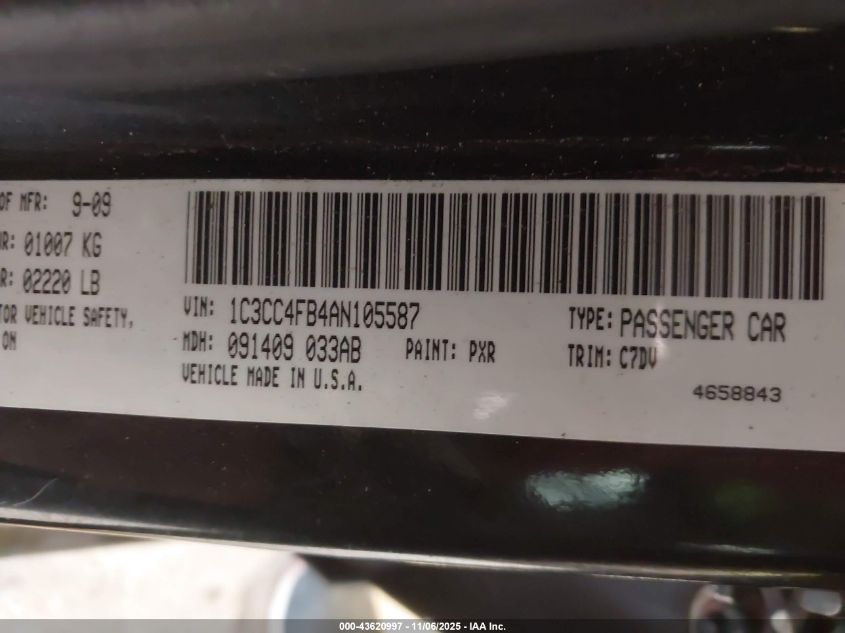 OF MFR: 9-09
R: 01007 KG
R: 02220 LB
TOR VEHICLE SAFETY,
ON
VIN: 1C3CC4FB4AN105587
TYPE: PASSENGER CAR
MDH: 091409 033AB
PAINT: PXR
TRIM: C7DV
VEHICLE MADE IN U.S.A.
4658843
000-43620997 - 11/06/2025 - IAA Inc.